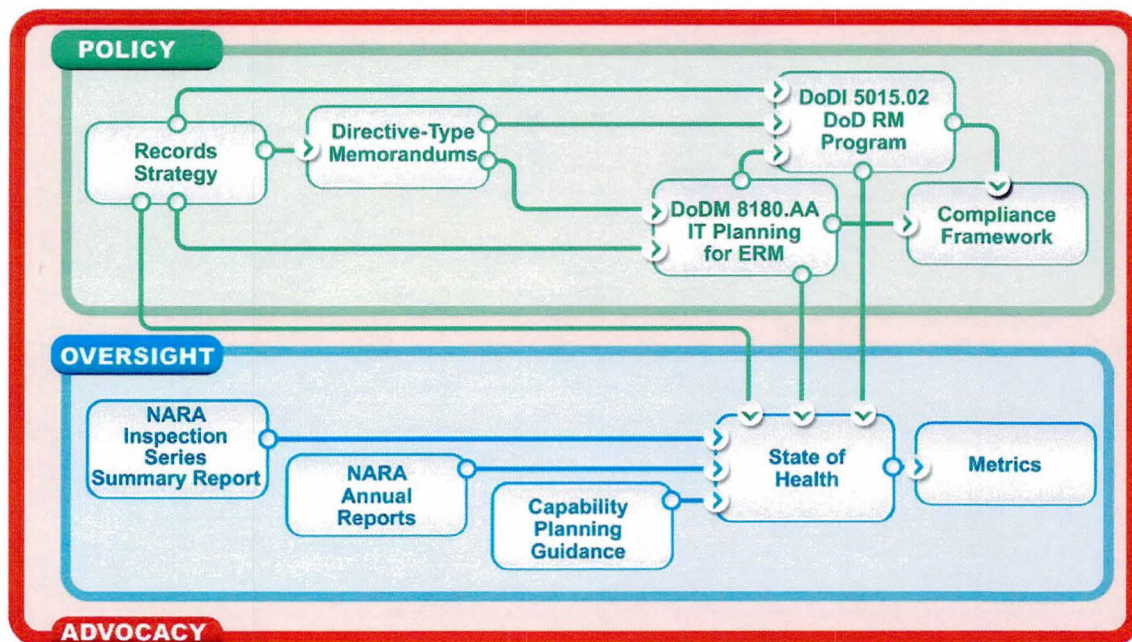 POLICY
Records
Strategy
Directive-Type
Memorandums
DoDI 5015.02
DoD RM
Program
DoDM 8180.AA
IT Planning
for ERM
Compliance
Framework
OVERSIGHT
NARA
Inspection
Series
Summary Report
NARA
Annual
Reports
Capability
Planning
Guidance
State of
Health
Metrics
ADVOCACY